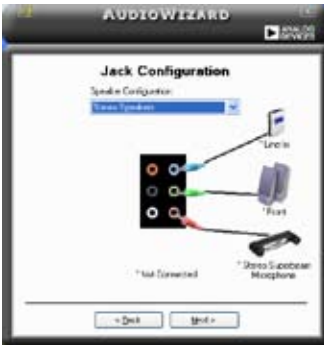 AUDIOWIZARD
ANALOG
DEVICES
Jack Configuration
Speaker Configuration
Stereo Speakers
*Line In
*Front
*Not Connected
*Stereo Superbeam
Microphone
< Back
Next >